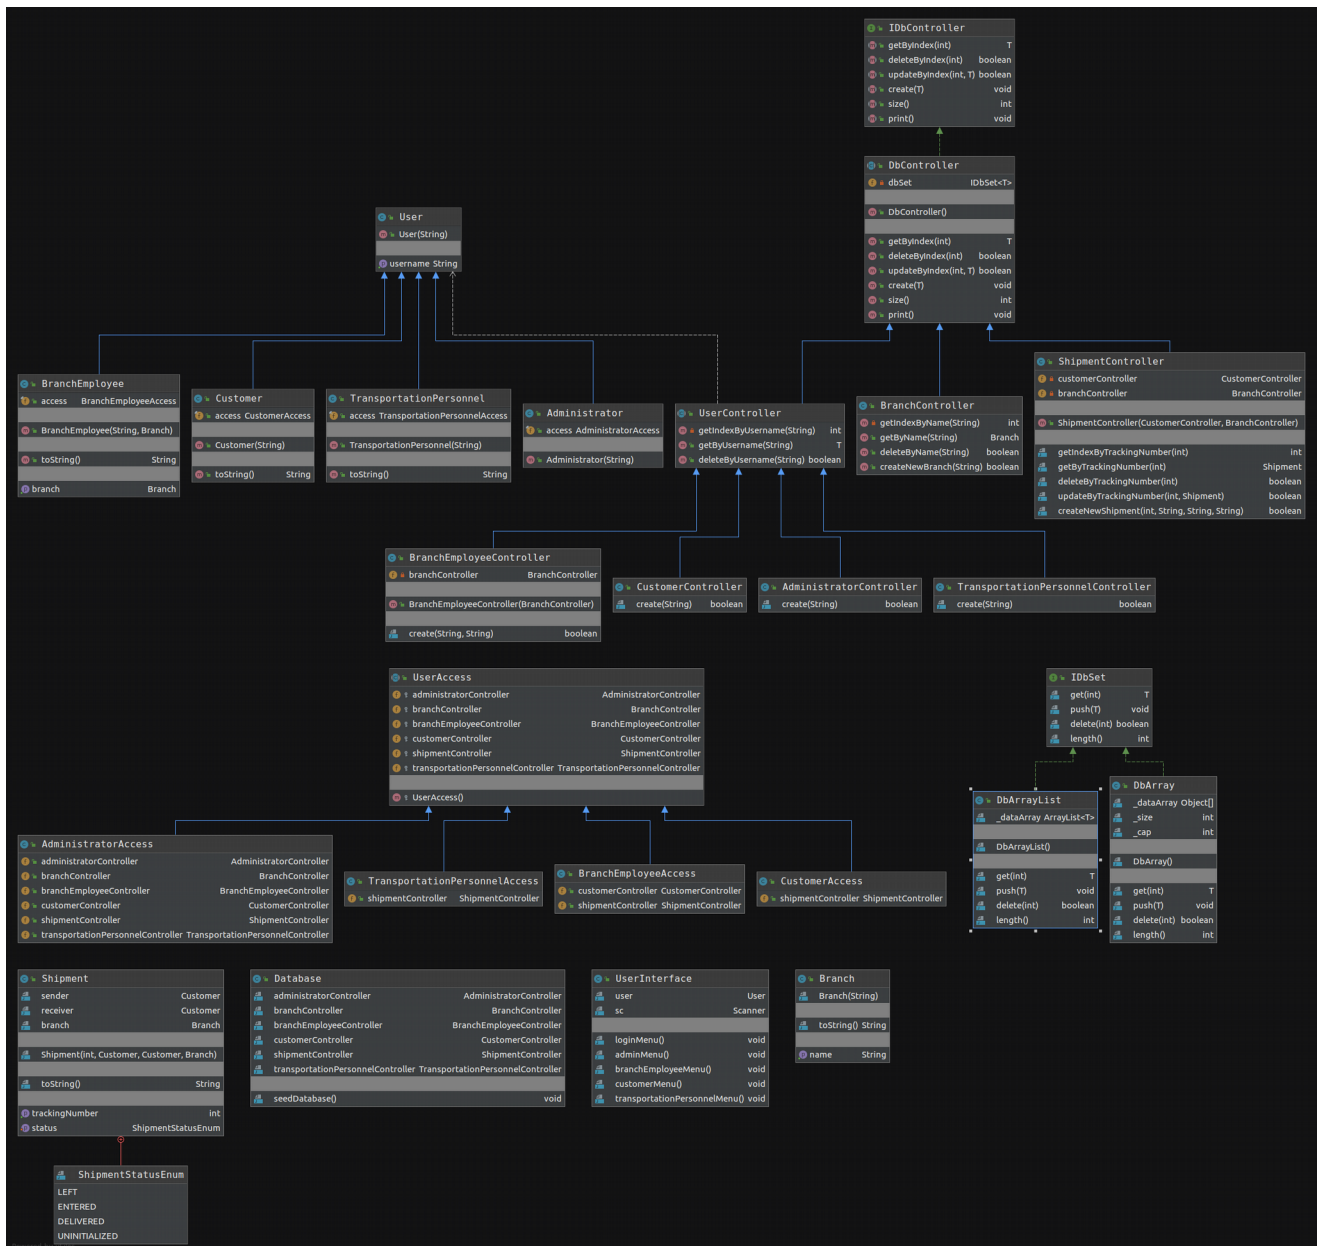 IDbController
getByIndex(int) T
deleteByIndex(int) boolean
updateByIndex(int, T) boolean
create(T) void
size() int
print() void
DbController
dbSet IDbSet<T>
DbController()
getByIndex(int) T
deleteByIndex(int) boolean
updateByIndex(int, T) boolean
create(T) void
size() int
print() void
User
User(String)
username String
BranchEmployee
access BranchEmployeeAccess
BranchEmployee(String, Branch)
toString() String
branch Branch
Customer
access CustomerAccess
Customer(String)
toString() String
TransportationPersonnel
access TransportationPersonnelAccess
TransportationPersonnel(String)
toString() String
Administrator
access AdministratorAccess
Administrator(String)
UserController
getIndexByUsername(String) int
getByUsername(String) T
deleteByUsername(String) boolean
BranchController
getIndexByName(String) int
getByName(String) Branch
deleteByName(String) boolean
createNewBranch(String) boolean
ShipmentController
customerController CustomerController
branchController BranchController
ShipmentController(CustomerController, BranchController)
getIndexByTrackingNumber(int) int
getByTrackingNumber(int) Shipment
deleteByTrackingNumber(int) boolean
updateByTrackingNumber(int, Shipment) boolean
createNewShipment(int, String, String, String) boolean
BranchEmployeeController
branchController BranchController
BranchEmployeeController(BranchController)
create(String, String) boolean
CustomerController
create(String) boolean
AdministratorController
create(String) boolean
TransportationPersonnelController
create(String) boolean
UserAccess
administratorController AdministratorController
branchController BranchController
branchEmployeeController BranchEmployeeController
customerController CustomerController
shipmentController ShipmentController
transportationPersonnelController TransportationPersonnelController
UserAccess()
IDbSet
get(int) T
push(T) void
delete(int) boolean
length() int
DbArrayList
_dataArray ArrayList<T>
DbArrayList()
get(int) T
push(T) void
delete(int) boolean
length() int
DbArray
_dataArray Object[]
_size int
_cap int
DbArray()
get(int) T
push(T) void
delete(int) boolean
length() int
AdministratorAccess
administratorController AdministratorController
branchController BranchController
branchEmployeeController BranchEmployeeController
customerController CustomerController
shipmentController ShipmentController
transportationPersonnelController TransportationPersonnelController
TransportationPersonnelAccess
shipmentController ShipmentController
BranchEmployeeAccess
customerController CustomerController
shipmentController ShipmentController
CustomerAccess
shipmentController ShipmentController
Shipment
sender Customer
receiver Customer
branch Branch
Shipment(int, Customer, Customer, Branch)
toString() String
trackingNumber int
status ShipmentStatusEnum
Database
administratorController AdministratorController
branchController BranchController
branchEmployeeController BranchEmployeeController
customerController CustomerController
shipmentController ShipmentController
transportationPersonnelController TransportationPersonnelController
seedDatabase() void
UserInterface
user User
sc Scanner
loginMenu() void
adminMenu() void
branchEmployeeMenu() void
customerMenu() void
transportationPersonnelMenu() void
Branch
Branch(String)
toString() String
name String
ShipmentStatusEnum
LEFT
ENTERED
DELIVERED
UNINITIALIZED